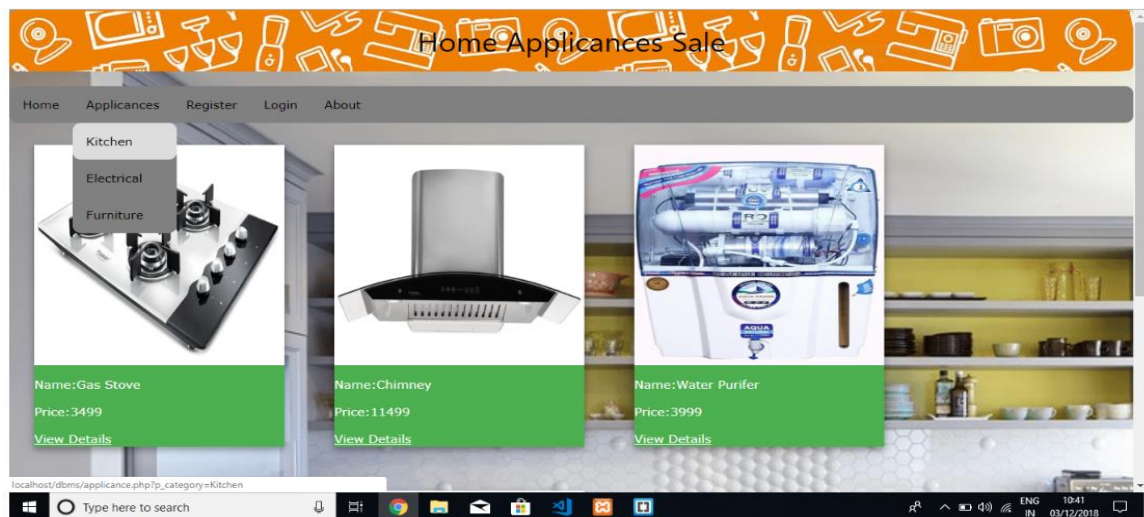 Home Applicances Sale
Home Applicances Register Login About
Kitchen
Electrical
Furniture
RO
AQUA
Name:Gas Stove
Price:3499
View Details
Name:Chimney
Price:11499
View Details
Name:Water Purifer
Price:3999
View Details
localhost/dbms/applicance.php?p_category=Kitchen
Type here to search
ENG
IN
10:41
03/12/2018